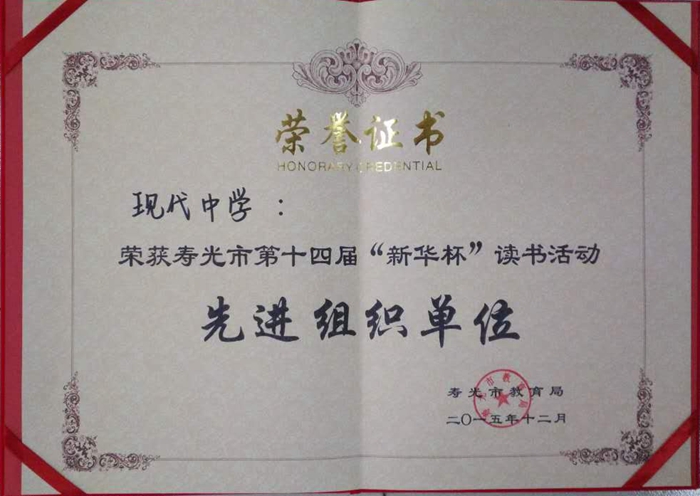 荣誉证书
HONORARY CREDENTIAL
现代中学：
荣获寿光市第十四届“新华杯”读书活动
先进组织单位
寿光市教育局
二〇一五年十二月